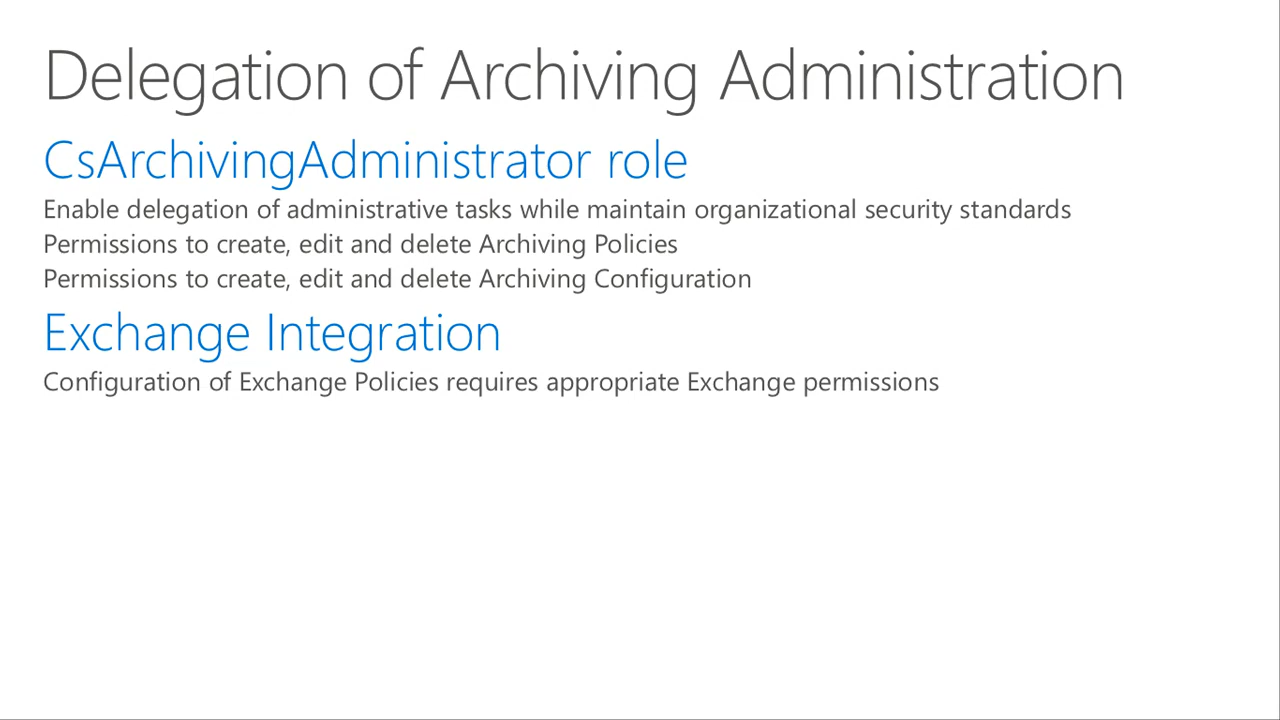 Delegation of Archiving Administration
CsArchivingAdministrator role
Enable delegation of administrative tasks while maintain organizational security standards
Permissions to create, edit and delete Archiving Policies
Permissions to create, edit and delete Archiving Configuration
Exchange Integration
Configuration of Exchange Policies requires appropriate Exchange permissions